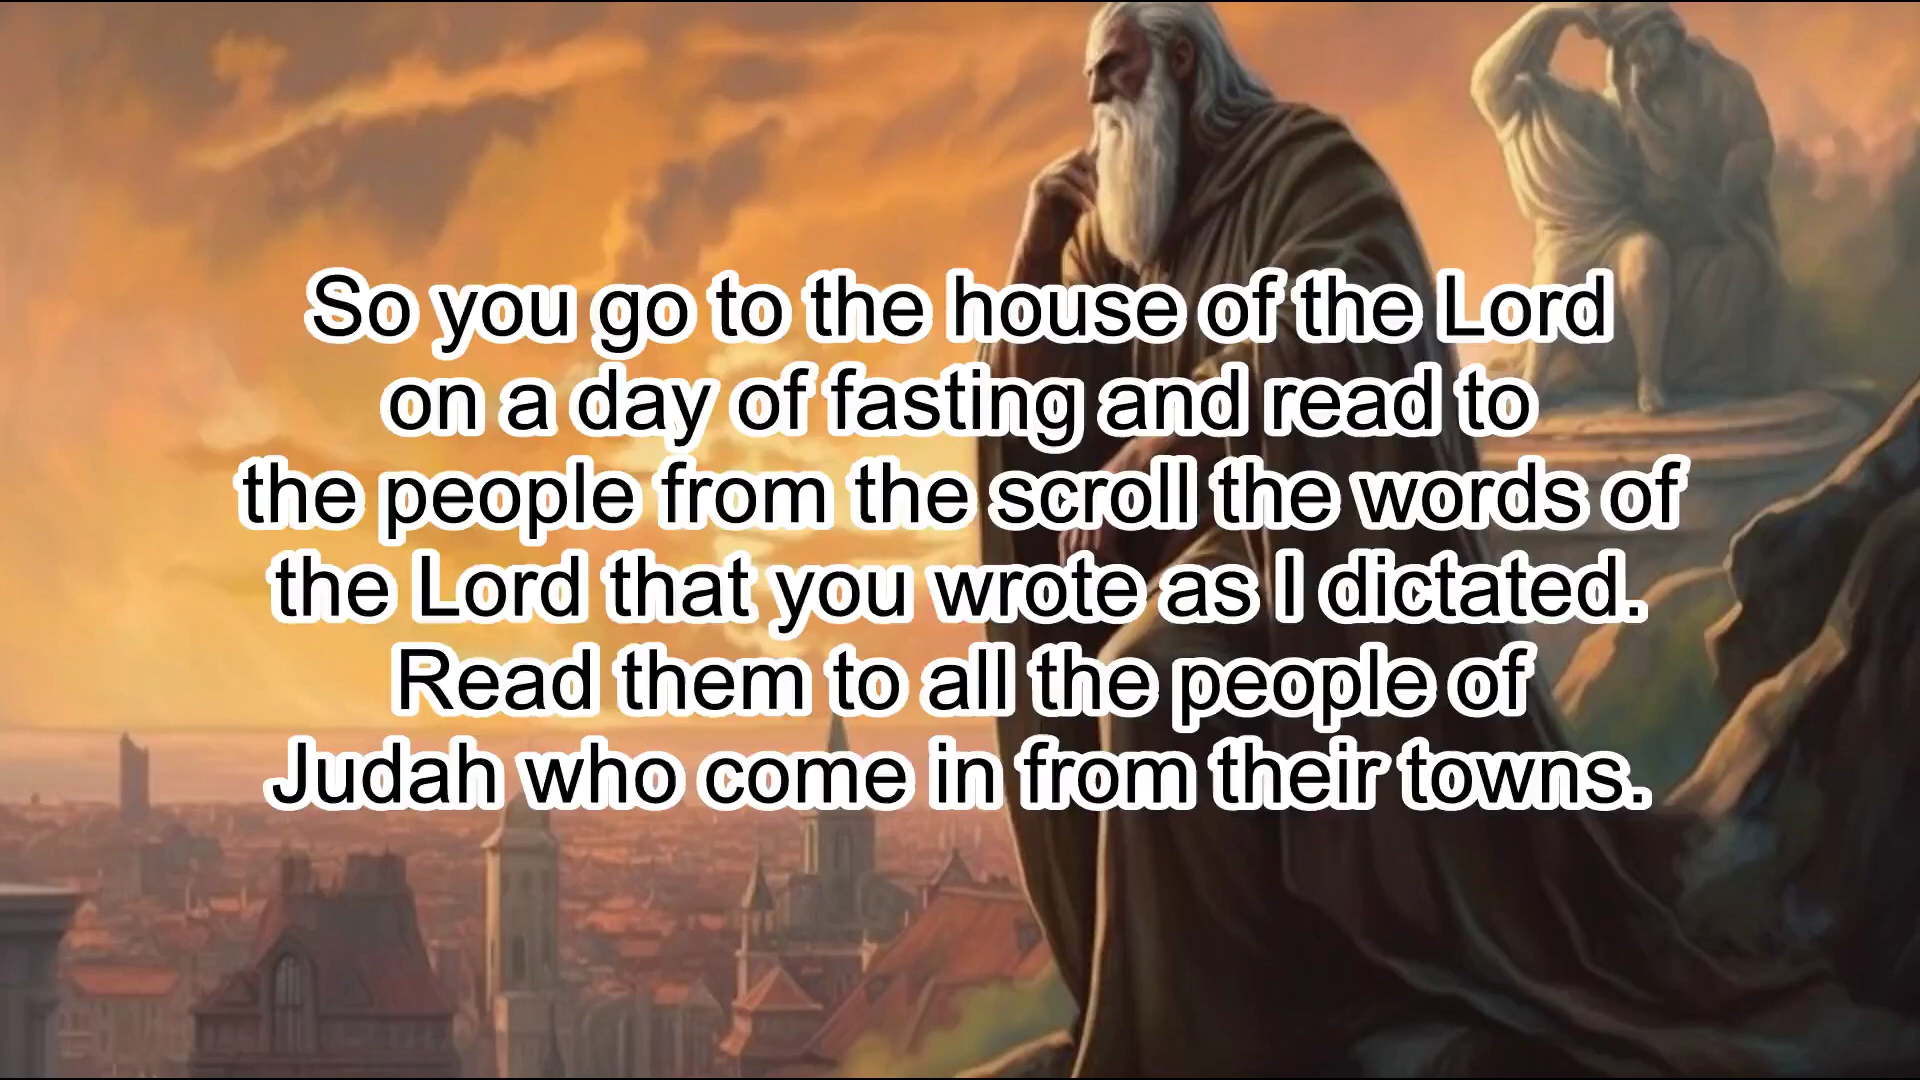 So you go to the house of the Lord
on a day of fasting and read to
the people from the scroll the words of
the Lord that you wrote as I dictated.
Read them to all the people of
Judah who come in from their towns.